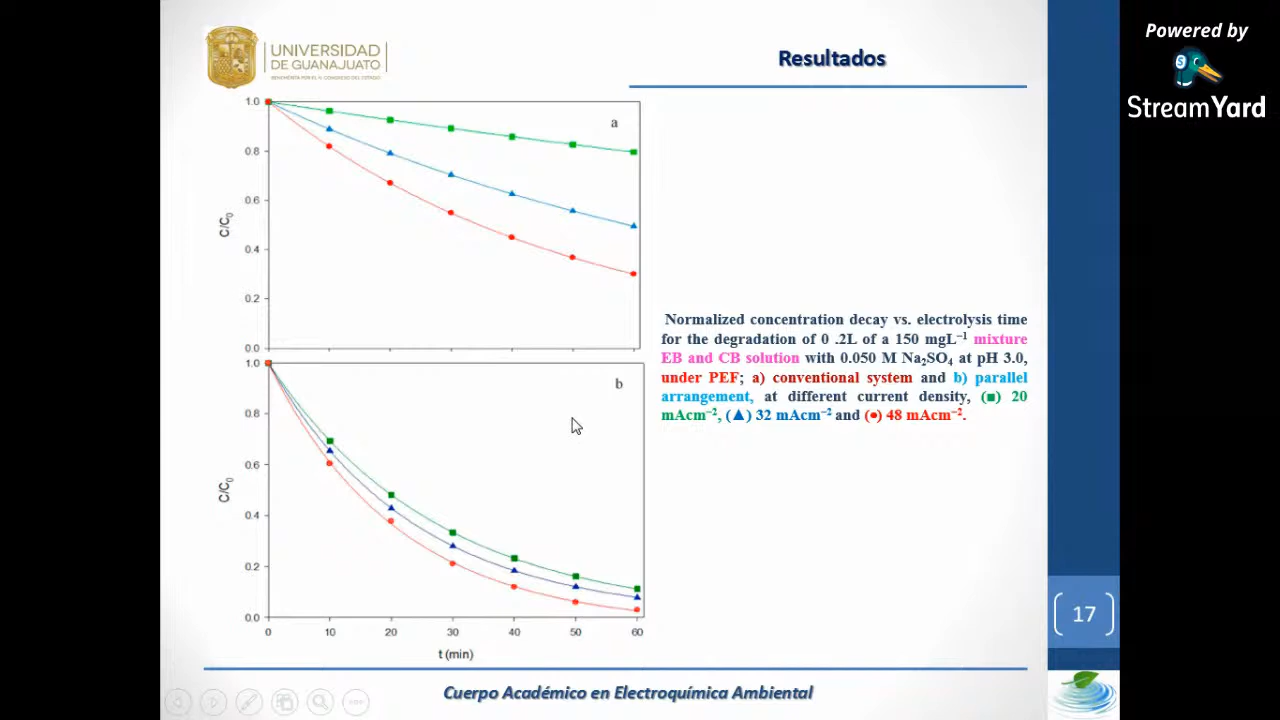 UNIVERSIDAD
DE GUANAJUATO
Resultados
Powered by
StreamYard
1.0
a
0.8
0.6
C/C₀
0.4
0.2
0.0
1.0
b
0.8
0.6
C/C₀
0.4
0.2
0.0
0 10 20 30 40 50 60
t (min)
Normalized concentration decay vs. electrolysis time
for the degradation of 0 .2L of a 150 mgL⁻¹ mixture
EB and CB solution with 0.050 M Na₂SO₄ at pH 3.0,
under PEF; a) conventional system and b) parallel
arrangement, at different current density, (■) 20
mAcm⁻², (▲) 32 mAcm⁻² and (●) 48 mAcm⁻².
17
Cuerpo Académico en Electroquímica Ambiental